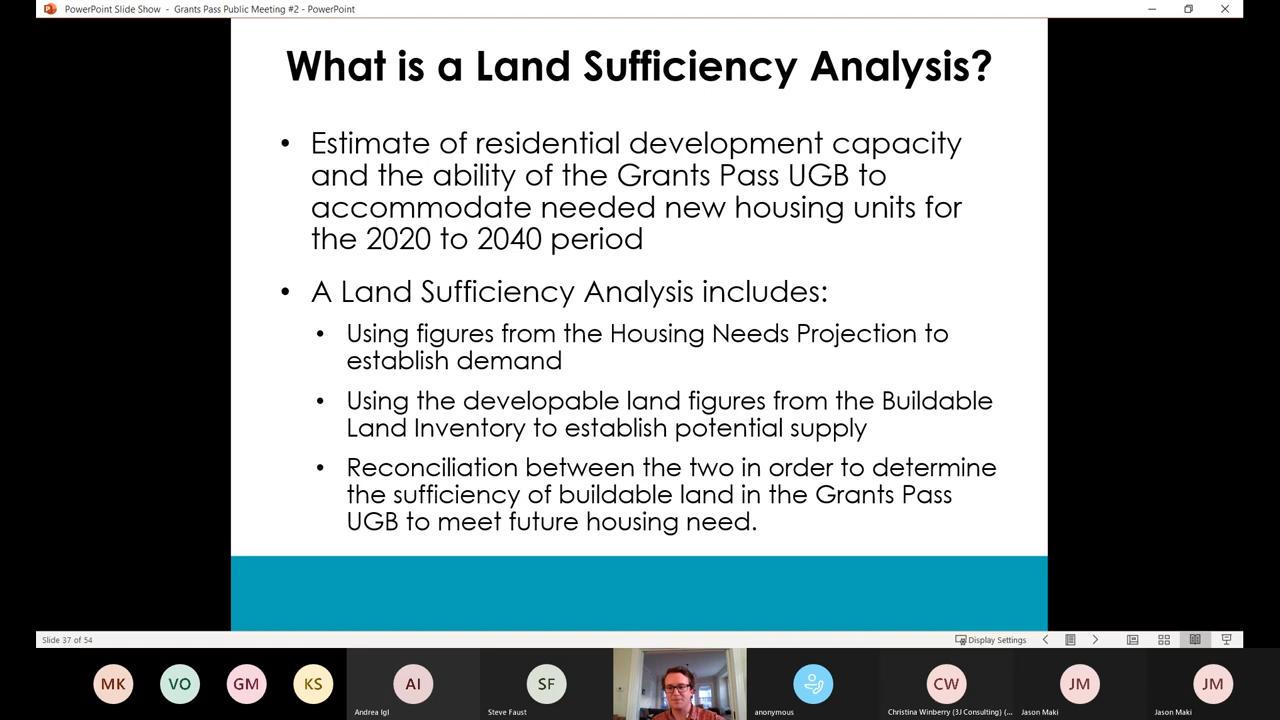 PowerPoint Slide Show - Grants Pass Public Meeting #2 - PowerPoint
What is a Land Sufficiency Analysis?
• Estimate of residential development capacity
and the ability of the Grants Pass UGB to
accommodate needed new housing units for
the 2020 to 2040 period
• A Land Sufficiency Analysis includes:
• Using figures from the Housing Needs Projection to
establish demand
• Using the developable land figures from the Buildable
Land Inventory to establish potential supply
• Reconciliation between the two in order to determine
the sufficiency of buildable land in the Grants Pass
UGB to meet future housing need.
Slide 37 of 54
Display Settings
MK
VO
GM
KS
AI
SF
CW
JM
JM
Andrea Igl
Steve Faust
anonymous
Christina Winberry (3J Consulting) (...
Jason Maki
Jason Maki